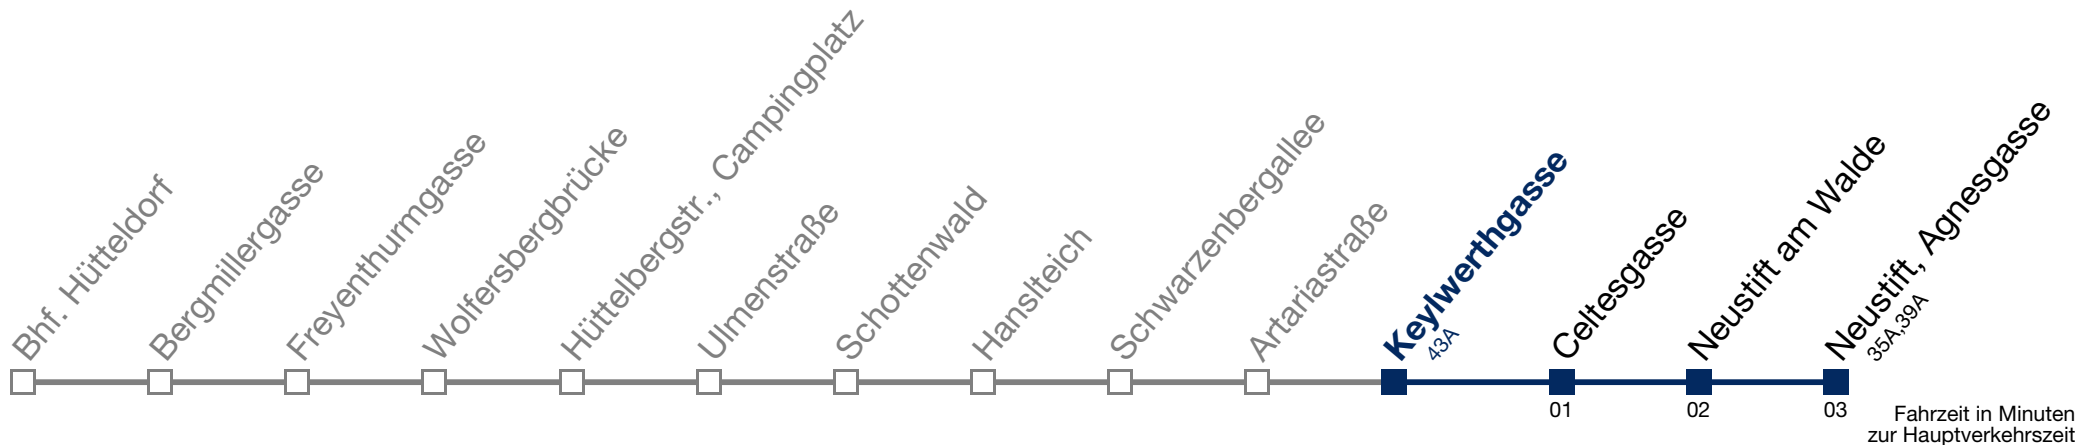 Bhf. Hütteldorf
Bergmillergasse
Freyenthurmgasse
Wolfersbergbrücke
Hüttelbergstr., Campingplatz
Ulmenstraße
Schottenwald
Hanslteich
Schwarzenbergallee
Artariastraße
Keylwerthgasse
43A
Celtesgasse
Neustift am Walde
Neustift, Agnesgasse
35A,39A
01
02
03
Fahrzeit in Minuten
zur Hauptverkehrszeit